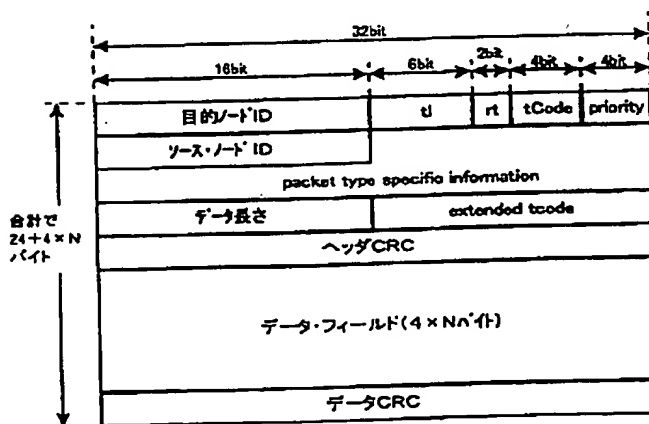 32bit
16bit 6bit 2bit 4bit 4bit
目的ノードID tl rt tCode priority
ソース・ノードID
packet type specific information
データ長さ extended tcode
ヘッダCRC
合計で
24+4×N
バイト
データ・フィールド(4×Nバイト)
データCRC